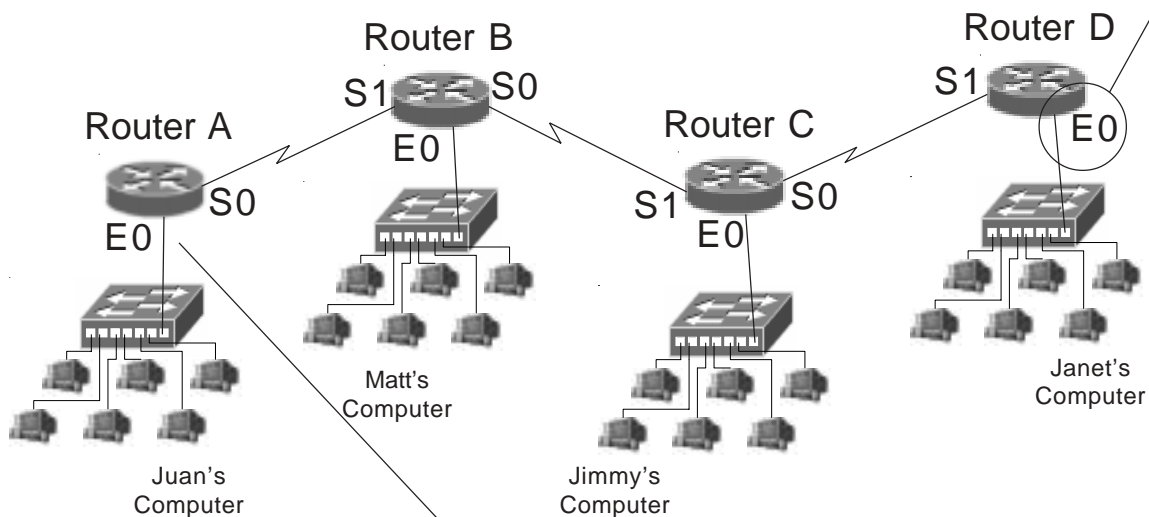 Router A
S0
E0
Router B
S1
S0
E0
Router C
S1
S0
E0
Router D
S1
E0
Juan's
Computer
Matt's
Computer
Jimmy's
Computer
Janet's
Computer